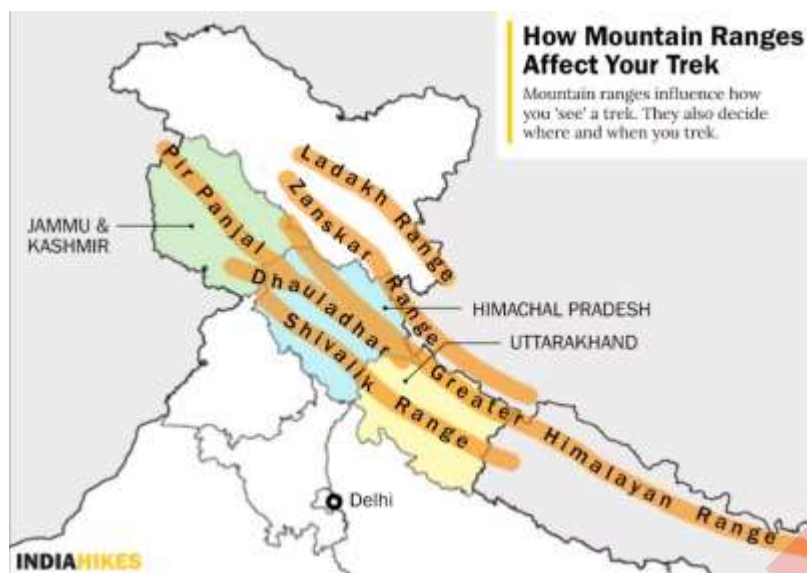 How Mountain Ranges
Affect Your Trek
Mountain ranges influence how
you 'see' a trek. They also decide
where and when you trek.
Ladakh Range
Pir Panjal
Zanskar Range
JAMMU &
KASHMIR
Dhauladhar
HIMACHAL PRADESH
Shivalik Range
UTTARAKHAND
Greater Himalayan Range
Delhi
INDIAHIKES